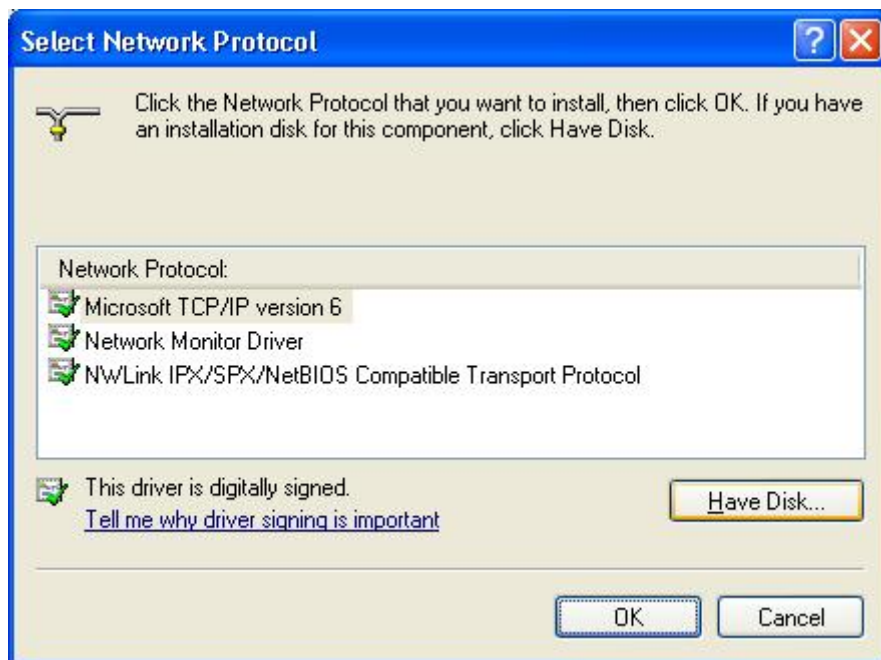 Select Network Protocol
Click the Network Protocol that you want to install, then click OK. If you have
an installation disk for this component, click Have Disk.
Network Protocol:
Microsoft TCP/IP version 6
Network Monitor Driver
NWLink IPX/SPX/NetBIOS Compatible Transport Protocol
This driver is digitally signed.
Tell me why driver signing is important
Have Disk...
OK
Cancel